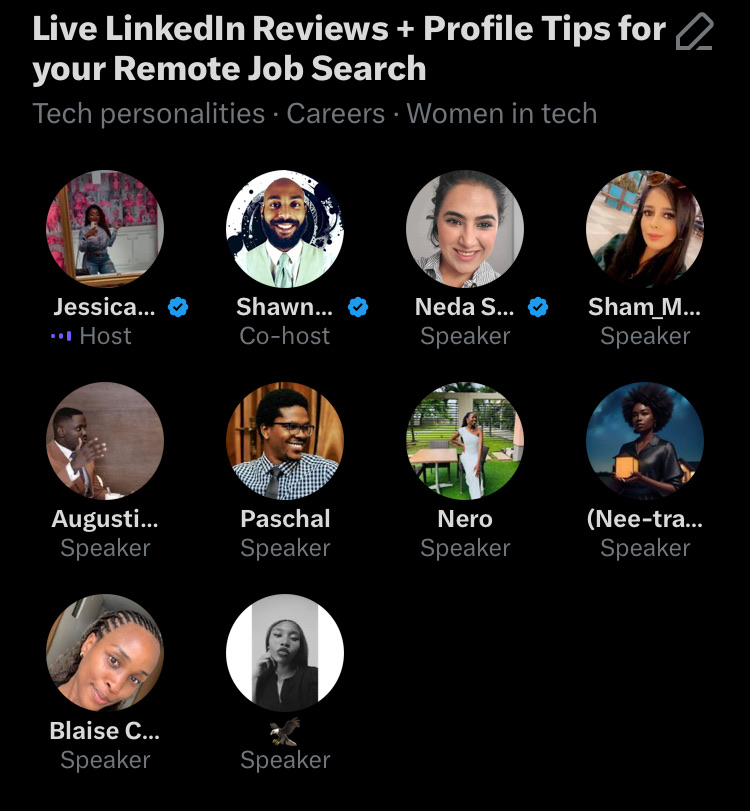 Live LinkedIn Reviews + Profile Tips for
your Remote Job Search
Tech personalities · Careers · Women in tech
Jessica... Shawn... Neda S... Sham_M...
Host Co-host Speaker Speaker
Augusti... Paschal Nero (Nee-tra...
Speaker Speaker Speaker Speaker
Blaise C... 🦅
Speaker Speaker